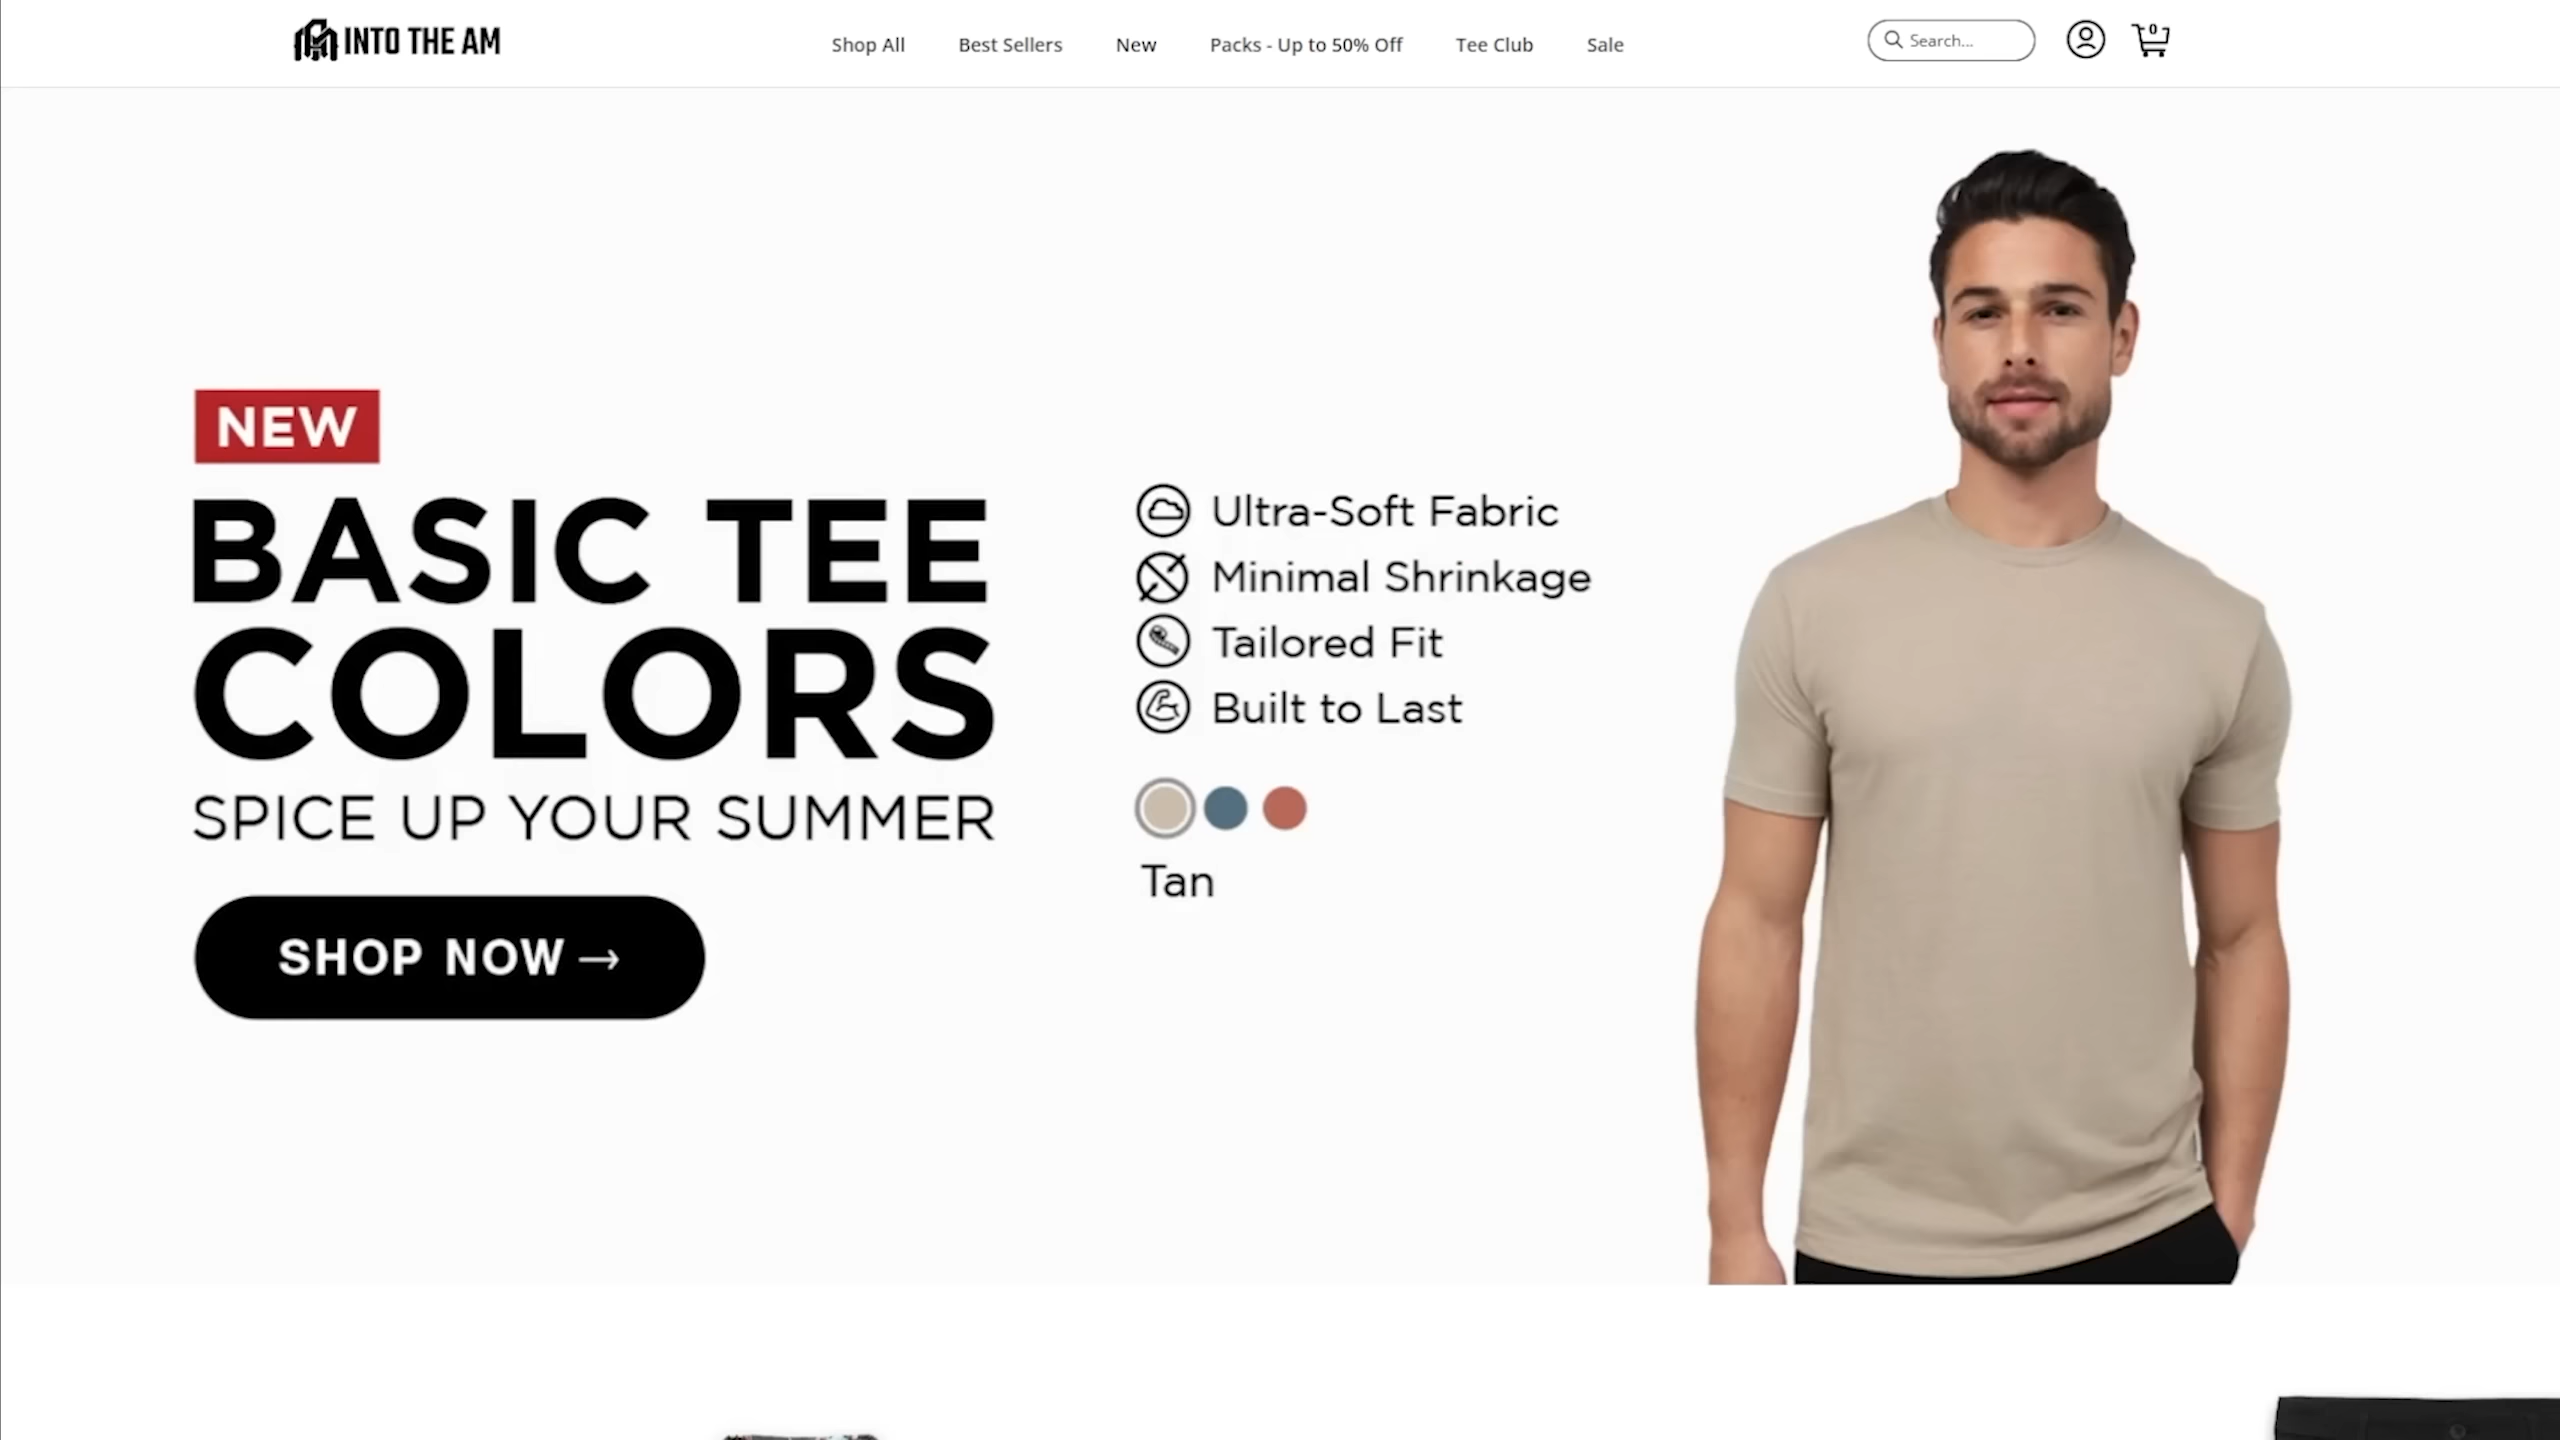 INTO THE AM
Shop All
Best Sellers
New
Packs - Up to 50% Off
Tee Club
Sale
Search...
0
NEW
BASIC TEE
COLORS
SPICE UP YOUR SUMMER
SHOP NOW →
Ultra-Soft Fabric
Minimal Shrinkage
Tailored Fit
Built to Last
Tan